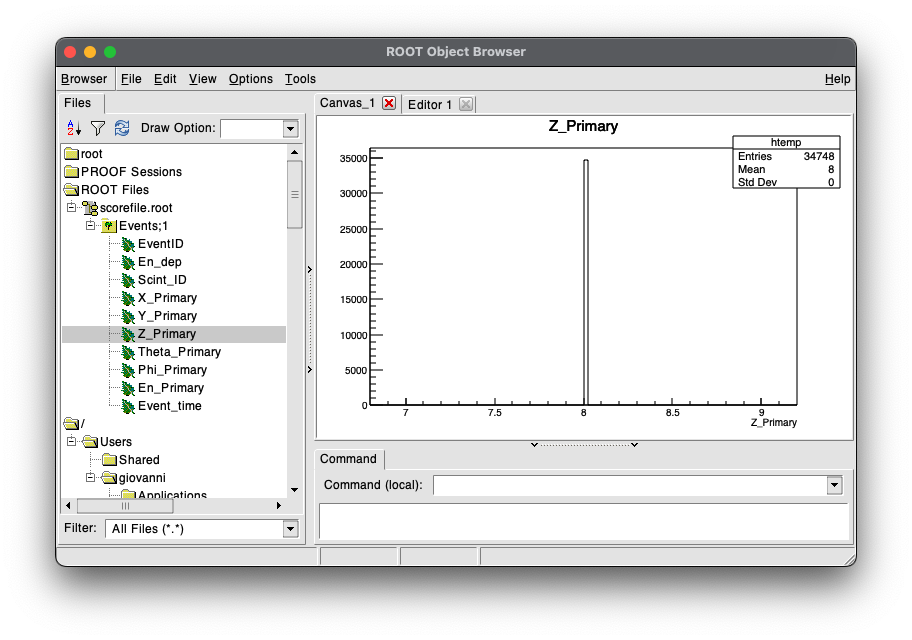 ROOT Object Browser
Browser File Edit View Options Tools Help
Files
Draw Option:
root
PROOF Sessions
ROOT Files
scorefile.root
Events;1
EventID
En_dep
Scint_ID
X_Primary
Y_Primary
Z_Primary
Theta_Primary
Phi_Primary
En_Primary
Event_time
/
Users
Shared
giovanni
Applications
Filter: All Files (*.*)
Canvas_1 Editor 1
Z_Primary
htemp
Entries 34748
Mean 8
Std Dev 0
35000
30000
25000
20000
15000
10000
5000
0
7 7.5 8 8.5 9
Z_Primary
Command
Command (local):